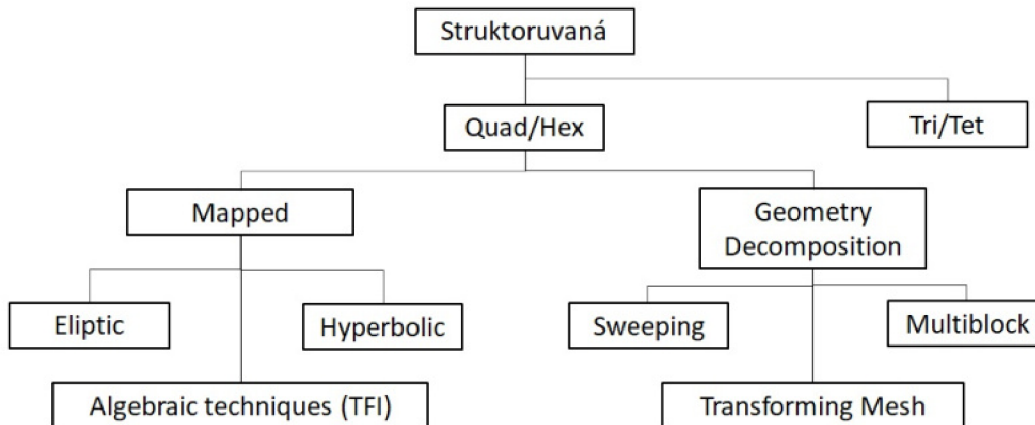 Struktoruvaná
Quad/Hex
Tri/Tet
Mapped
Geometry
Decomposition
Eliptic
Hyperbolic
Sweeping
Multiblock
Algebraic techniques (TFI)
Transforming Mesh